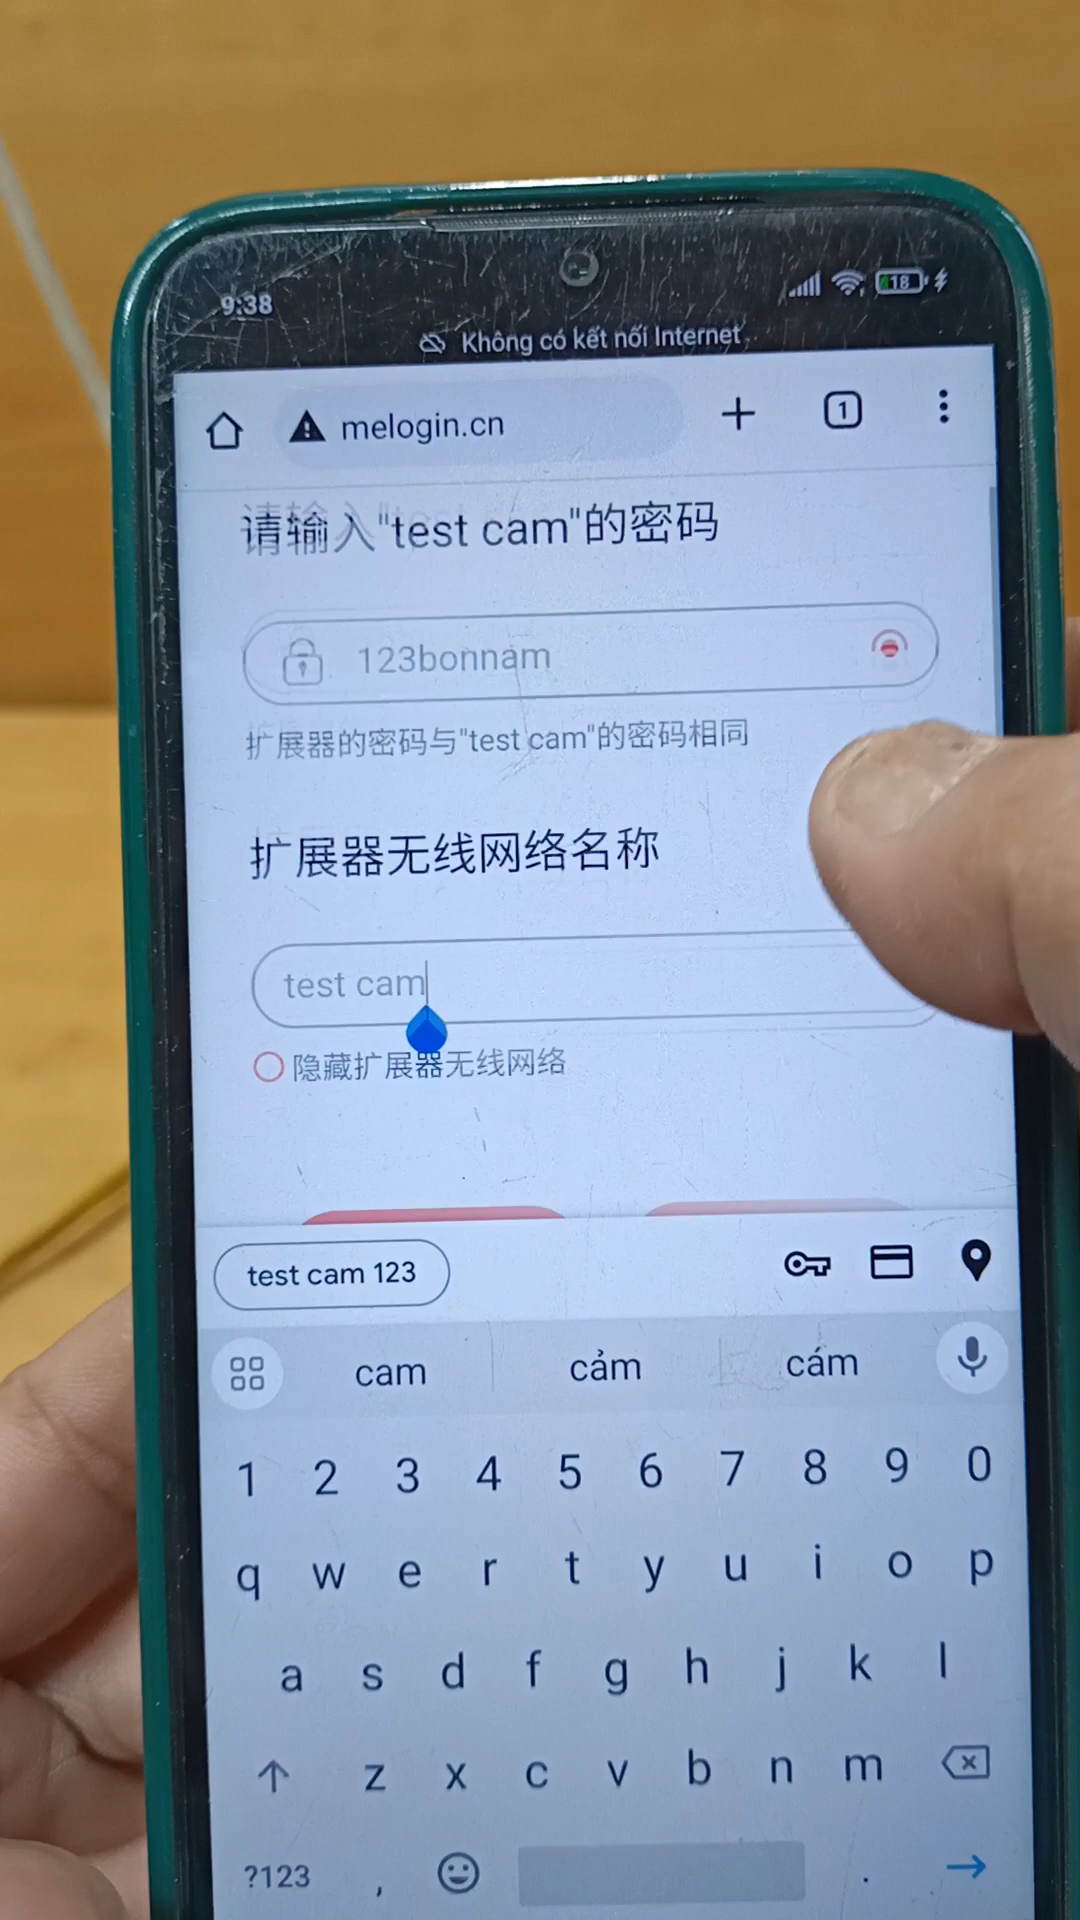 9:38
18
Không có kết nối Internet
melogin.cn
1
请输入"test cam"的密码
123bonnam
扩展器的密码与"test cam"的密码相同
扩展器无线网络名称
test cam
隐藏扩展器无线网络
test cam 123
cam cảm cám
1 2 3 4 5 6 7 8 9 0
q w e r t y u i o p
a s d f g h j k l
z x c v b n m
?123 , .